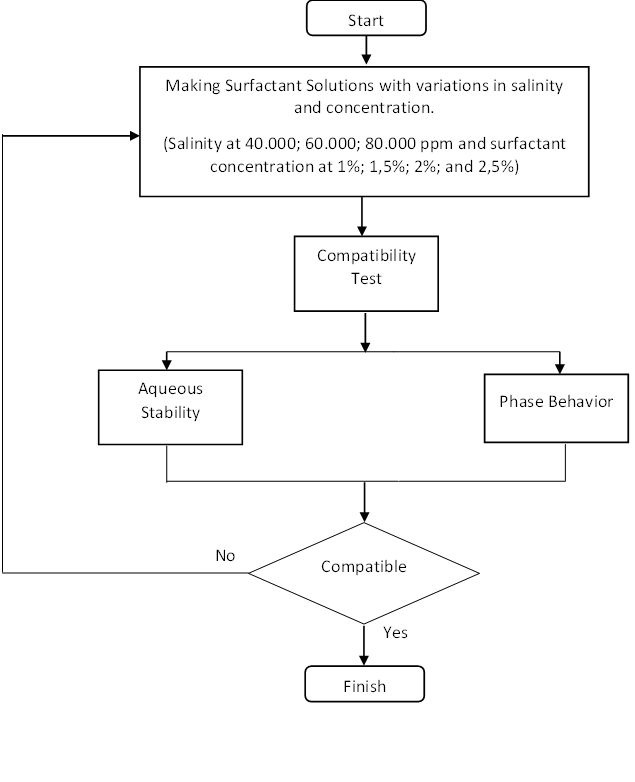 Start
Making Surfactant Solutions with variations in salinity
and concentration.
(Salinity at 40.000; 60.000; 80.000 ppm and surfactant
concentration at 1%; 1,5%; 2%; and 2,5%)
Compatibility
Test
Aqueous
Stability
Phase Behavior
No
Compatible
Yes
Finish